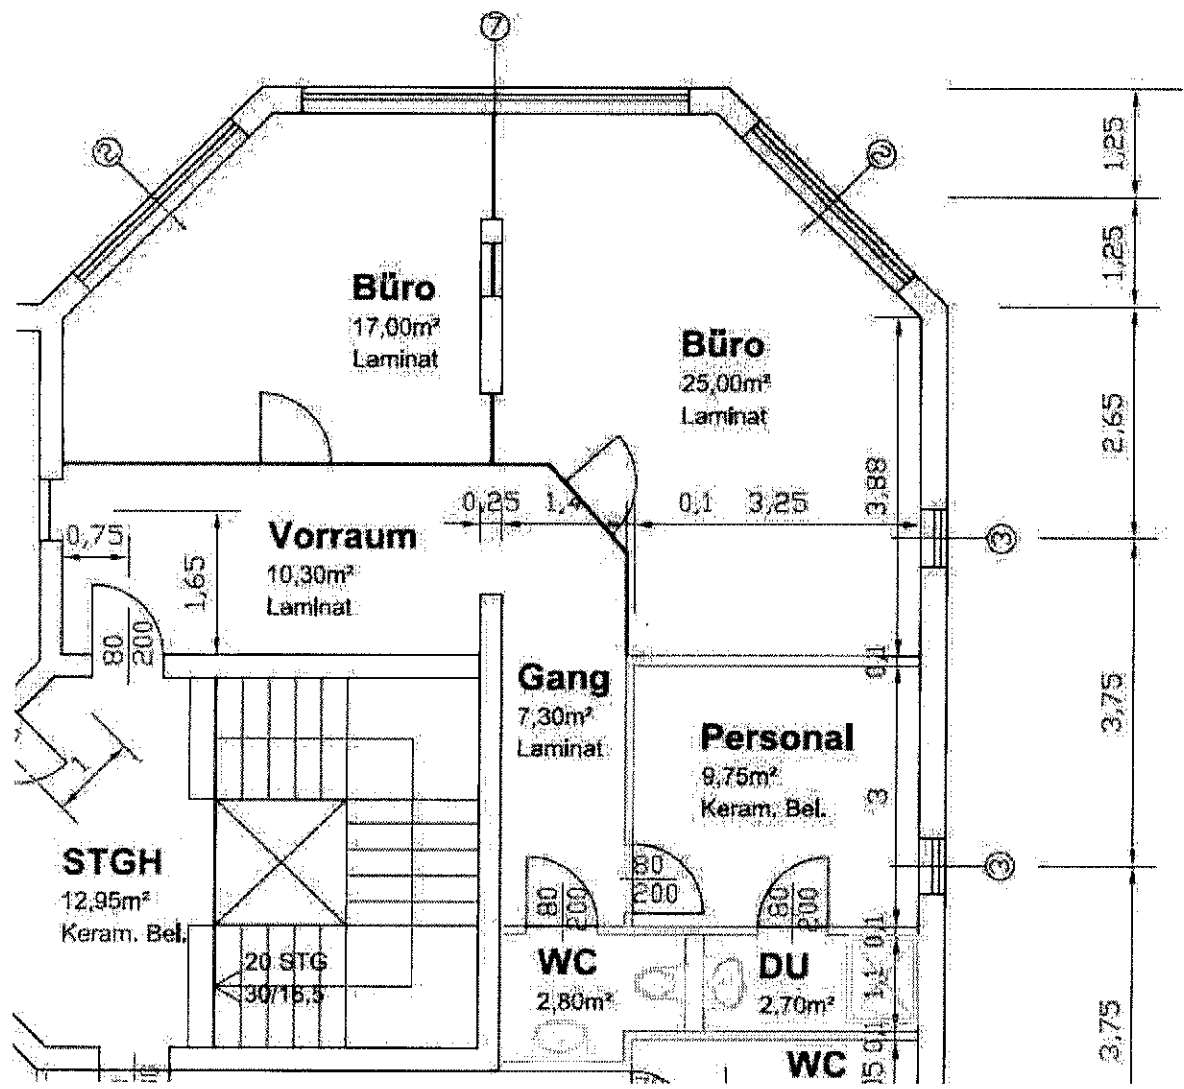 7
2
2
1,25
1,25
Büro
17,00m²
Laminat
Büro
25,00m²
Laminat
2,65
3,88
0,25
1,4
0,1
3,25
Vorraum
10,30m²
Laminat
0,75
1,65
3
80
200
0,1
Gang
7,30m²
Laminat
3,75
Personal
9,75m²
Keram. Bel.
1
3
STGH
12,95m²
Keram. Bel.
80
200
3
80
200
80
200
0,1
20 STG
30/16,5
WC
2,80m²
DU
2,70m²
1,1
3,75
WC